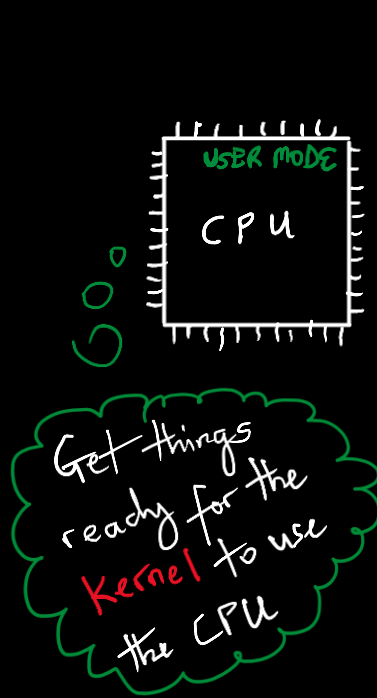 USER MODE
CPU
Get things
ready for the
Kernel to use
the CPU